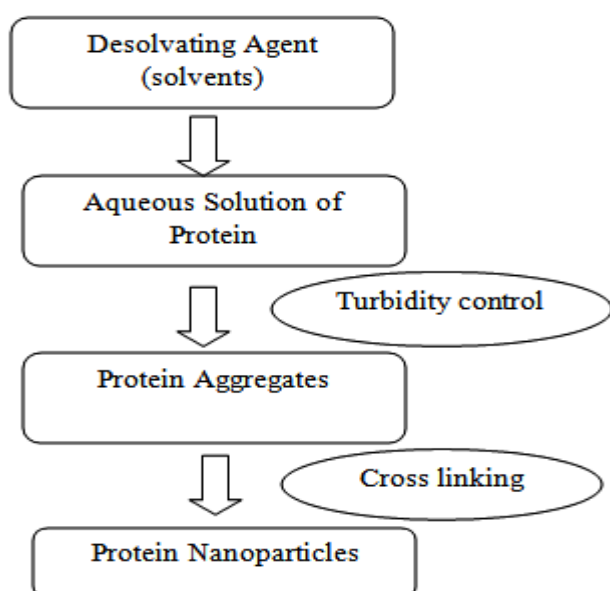 Desolvating Agent
(solvents)
Aqueous Solution of
Protein
Turbidity control
Protein Aggregates
Cross linking
Protein Nanoparticles